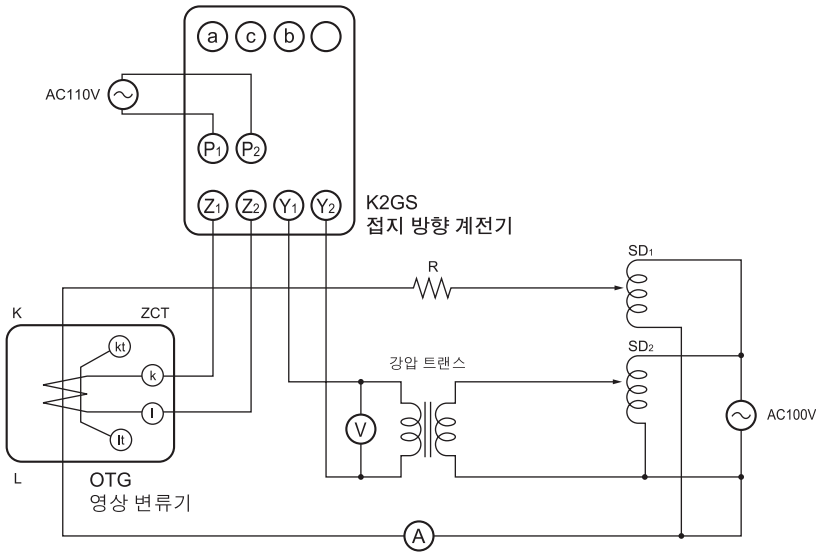 a c b
AC110V
P1 P2
Z1 Z2 Y1 Y2
K2GS
접지 방향 계전기
SD1
R
K ZCT
SD2
kt
강압 트랜스
k
l
V
AC100V
lt
L
OTG
영상 변류기
A